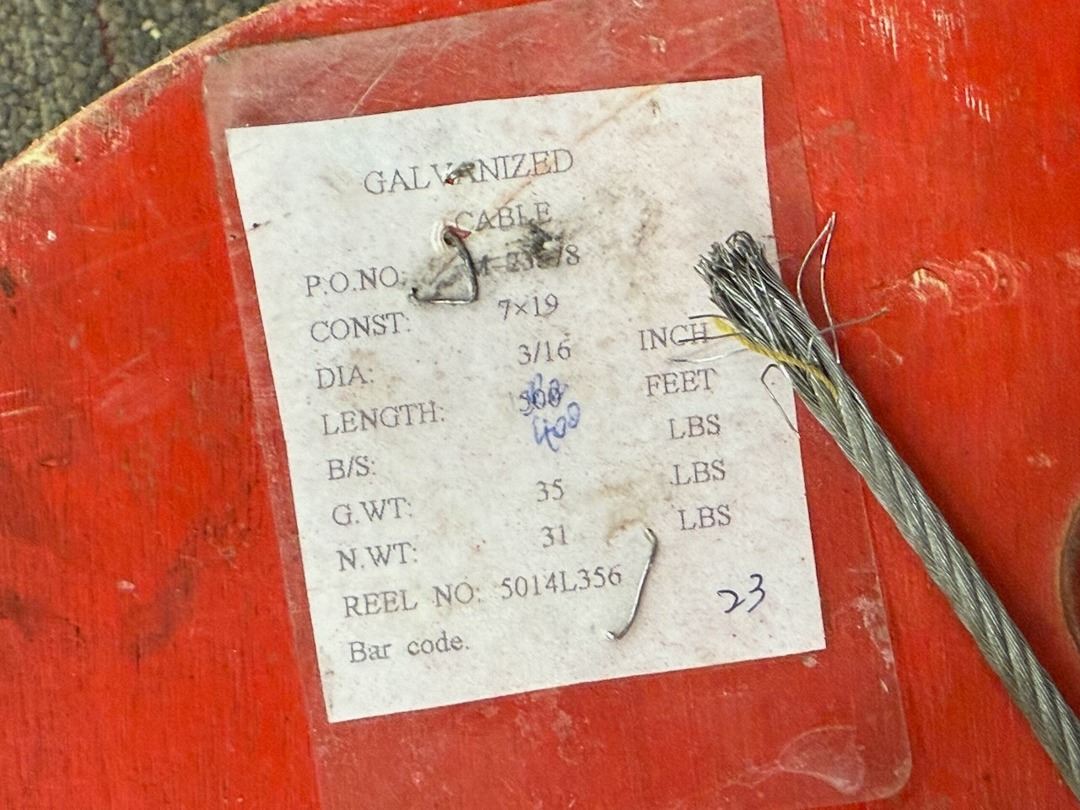 GALVANIZED
CABLE
P.O.NO:
CONST: 7×19
DIA: 3/16 INCH
LENGTH: 500 FEET
400
B/S: LBS
G.WT: 35 LBS
N.WT: 31 LBS
REEL NO: 5014L356
Bar code.
23